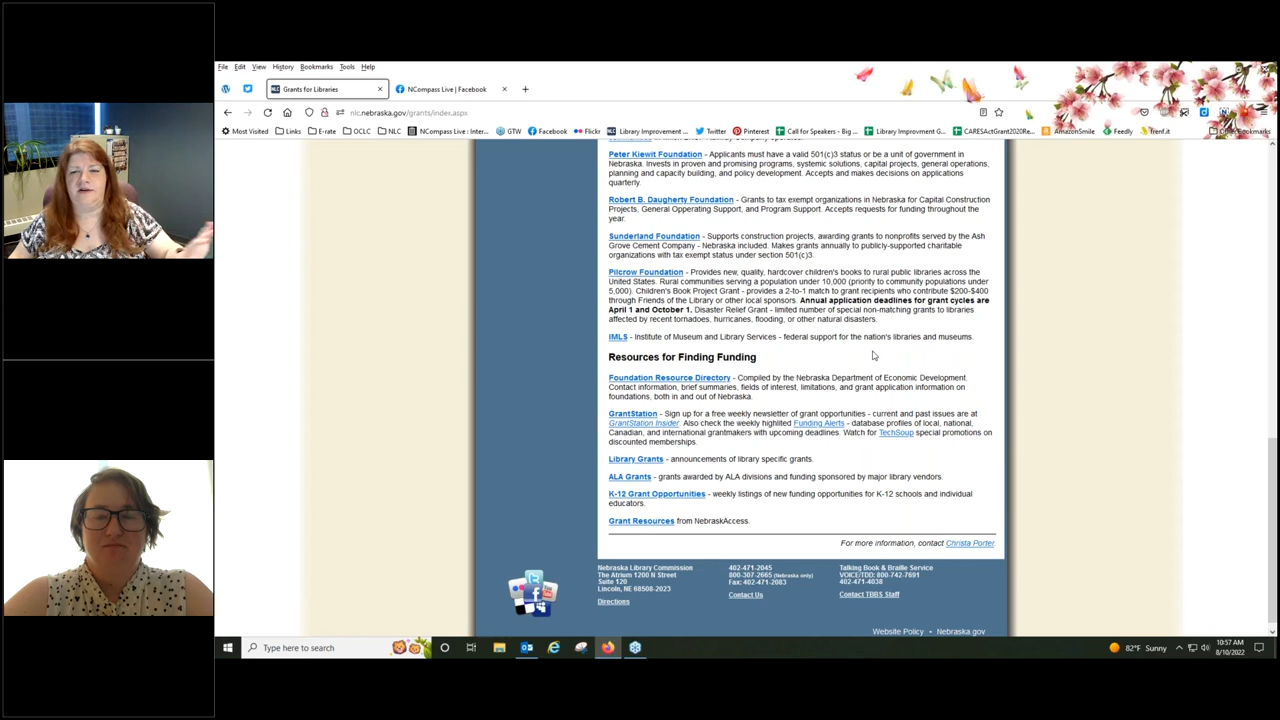 File Edit View History Bookmarks Tools Help
Grants for Libraries × NCompass Live | Facebook × +
nlc.nebraska.gov/grants/index.aspx
Most Visited Links E-rate OCLC NLC NCompass Live : Inter... GTW Facebook Flickr Library Improvement ... Twitter Pinterest Call for Speakers - Big ... Library Improvement G... CARESActGrant2020Re... AmazonSmile Feedly Bookmarks
Peter Kiewit Foundation - Applicants must have a valid 501(c)3 status or be a unit of government in
Nebraska. Invests in proven and promising programs, systemic solutions, capital projects, general operations,
planning and capacity building, and policy development. Accepts and makes decisions on applications
quarterly.
Robert B. Daugherty Foundation - Grants to tax exempt organizations in Nebraska for Capital Construction
Projects, General Opperating Support, and Program Support. Accepts requests for funding throughout the
year.
Sunderland Foundation - Supports construction projects, awarding grants to nonprofits served by the Ash
Grove Cement Company - Nebraska included. Makes grants annually to publicly-supported charitable
organizations with tax exempt status under section 501(c)3.
Pilcrow Foundation - Provides new, quality, hardcover children's books to rural public libraries across the
United States. Rural communities serving a population under 10,000 (priority to community populations under
5,000). Children's Book Project Grant - provides a 2-to-1 match to grant recipients who contribute $200-$400
through Friends of the Library or other local sponsors. Annual application deadlines for grant cycles are
April 1 and October 1. Disaster Relief Grant - limited number of special non-matching grants to libraries
affected by recent tornadoes, hurricanes, flooding, or other natural disasters.
IMLS - Institute of Museum and Library Services - federal support for the nation's libraries and museums.
Resources for Finding Funding
Foundation Resource Directory - Compiled by the Nebraska Department of Economic Development.
Contact information, brief summaries, fields of interest, limitations, and grant application information on
foundations, both in and out of Nebraska.
GrantStation - Sign up for a free weekly newsletter of grant opportunities - current and past issues are at
GrantStation Insider. Also check the weekly highlited Funding Alerts - database profiles of local, national,
Canadian, and international grantmakers with upcoming deadlines. Watch for TechSoup special promotions on
discounted memberships.
Library Grants - announcements of library specific grants.
ALA Grants - grants awarded by ALA divisions and funding sponsored by major library vendors.
K-12 Grant Opportunities - weekly listings of new funding opportunities for K-12 schools and individual
educators.
Grant Resources from NebraskAccess.
For more information, contact Christa Porter.
Nebraska Library Commission
The Atrium 1200 N Street
Suite 120
Lincoln, NE 68508-2023
Directions
402-471-2045
800-307-2665 (Nebraska only)
Fax: 402-471-2083
Contact Us
Talking Book & Braille Service
VOICE/TDD: 800-742-7691
402-471-4038
Contact TBBS Staff
Website Policy • Nebraska.gov
Type here to search
82°F Sunny
10:57 AM
8/10/2022